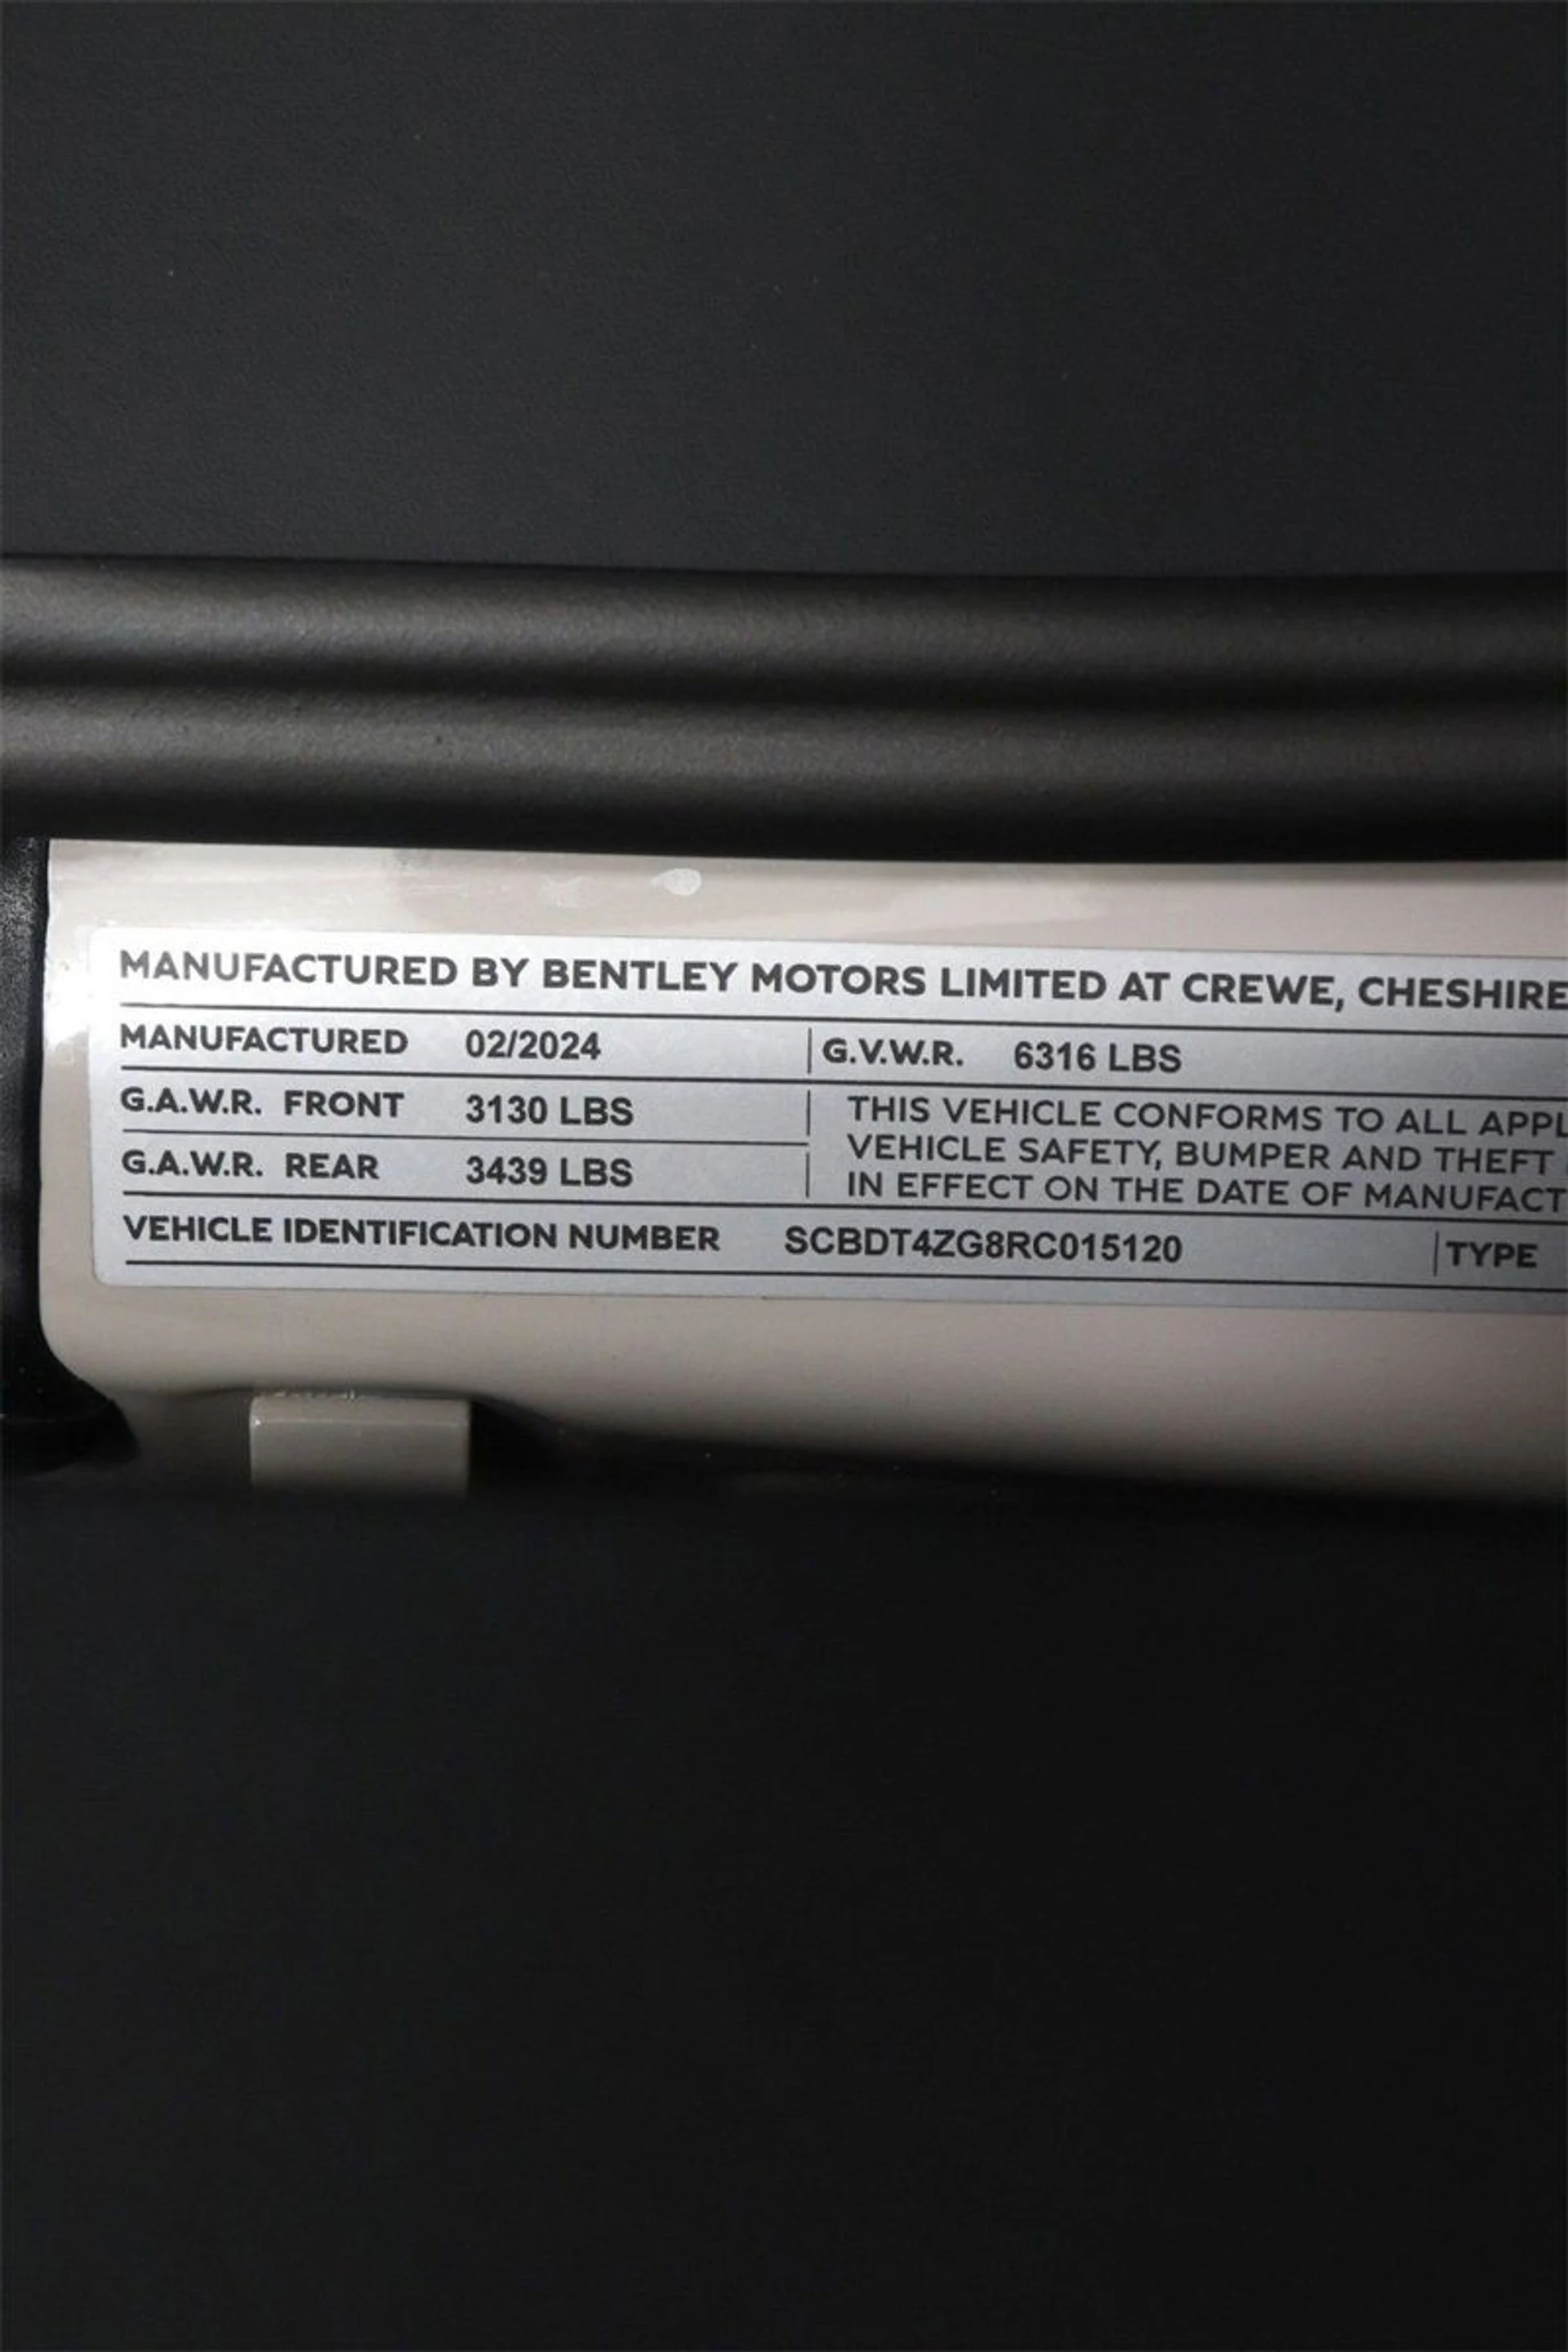 MANUFACTURED BY BENTLEY MOTORS LIMITED AT CREWE, CHESHIRE
MANUFACTURED 02/2024 G.V.W.R. 6316 LBS
G.A.W.R. FRONT 3130 LBS
G.A.W.R. REAR 3439 LBS
THIS VEHICLE CONFORMS TO ALL APPL
VEHICLE SAFETY, BUMPER AND THEFT
IN EFFECT ON THE DATE OF MANUFACT
VEHICLE IDENTIFICATION NUMBER SCBDT4ZG8RC015120 TYPE